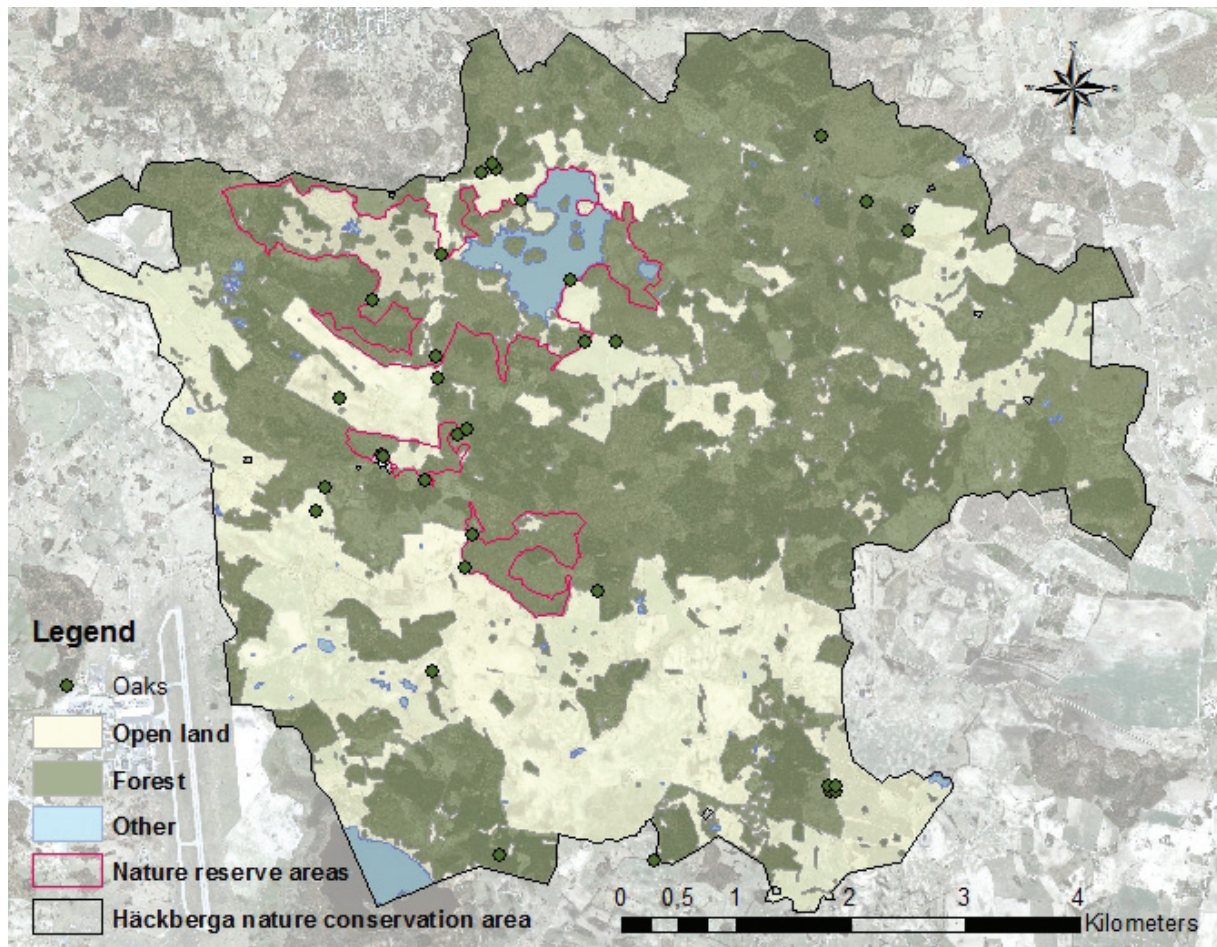 Legend
Oaks
Open land
Forest
Other
Nature reserve areas
Häckberga nature conservation area
0 0,5 1 2 3 4
Kilometers